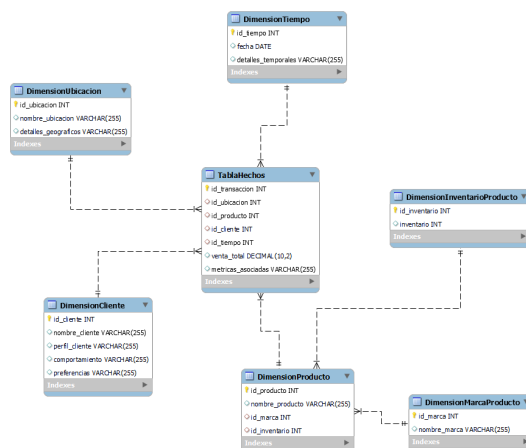 DimensionTiempo
id_tiempo INT
fecha DATE
detalles_temporales VARCHAR(255)
Indexes
DimensionUbicacion
id_ubicacion INT
nombre_ubicacion VARCHAR(255)
detalles_geograficos VARCHAR(255)
Indexes
TablaHechos
id_transaccion INT
id_ubicacion INT
id_producto INT
id_cliente INT
id_tiempo INT
venta_total DECIMAL(10,2)
metricas_asociadas VARCHAR(255)
Indexes
DimensionInventarioProducto
id_inventario INT
inventario INT
Indexes
DimensionCliente
id_cliente INT
nombre_cliente VARCHAR(255)
perfil_cliente VARCHAR(255)
comportamiento VARCHAR(255)
preferencias VARCHAR(255)
Indexes
DimensionProducto
id_producto INT
nombre_producto VARCHAR(255)
id_marca INT
id_inventario INT
Indexes
DimensionMarcaProducto
id_marca INT
nombre_marca VARCHAR(255)
Indexes